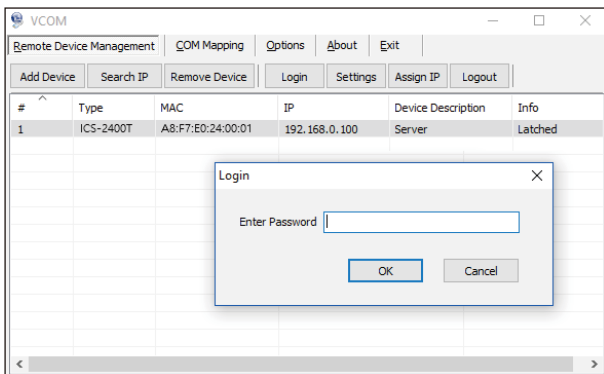 VCOM
Remote Device Management COM Mapping Options About Exit
Add Device Search IP Remove Device Login Settings Assign IP Logout
# Type MAC IP Device Description Info
1 ICS-2400T A8:F7:E0:24:00:01 192.168.0.100 Server Latched
Login
Enter Password
OK Cancel